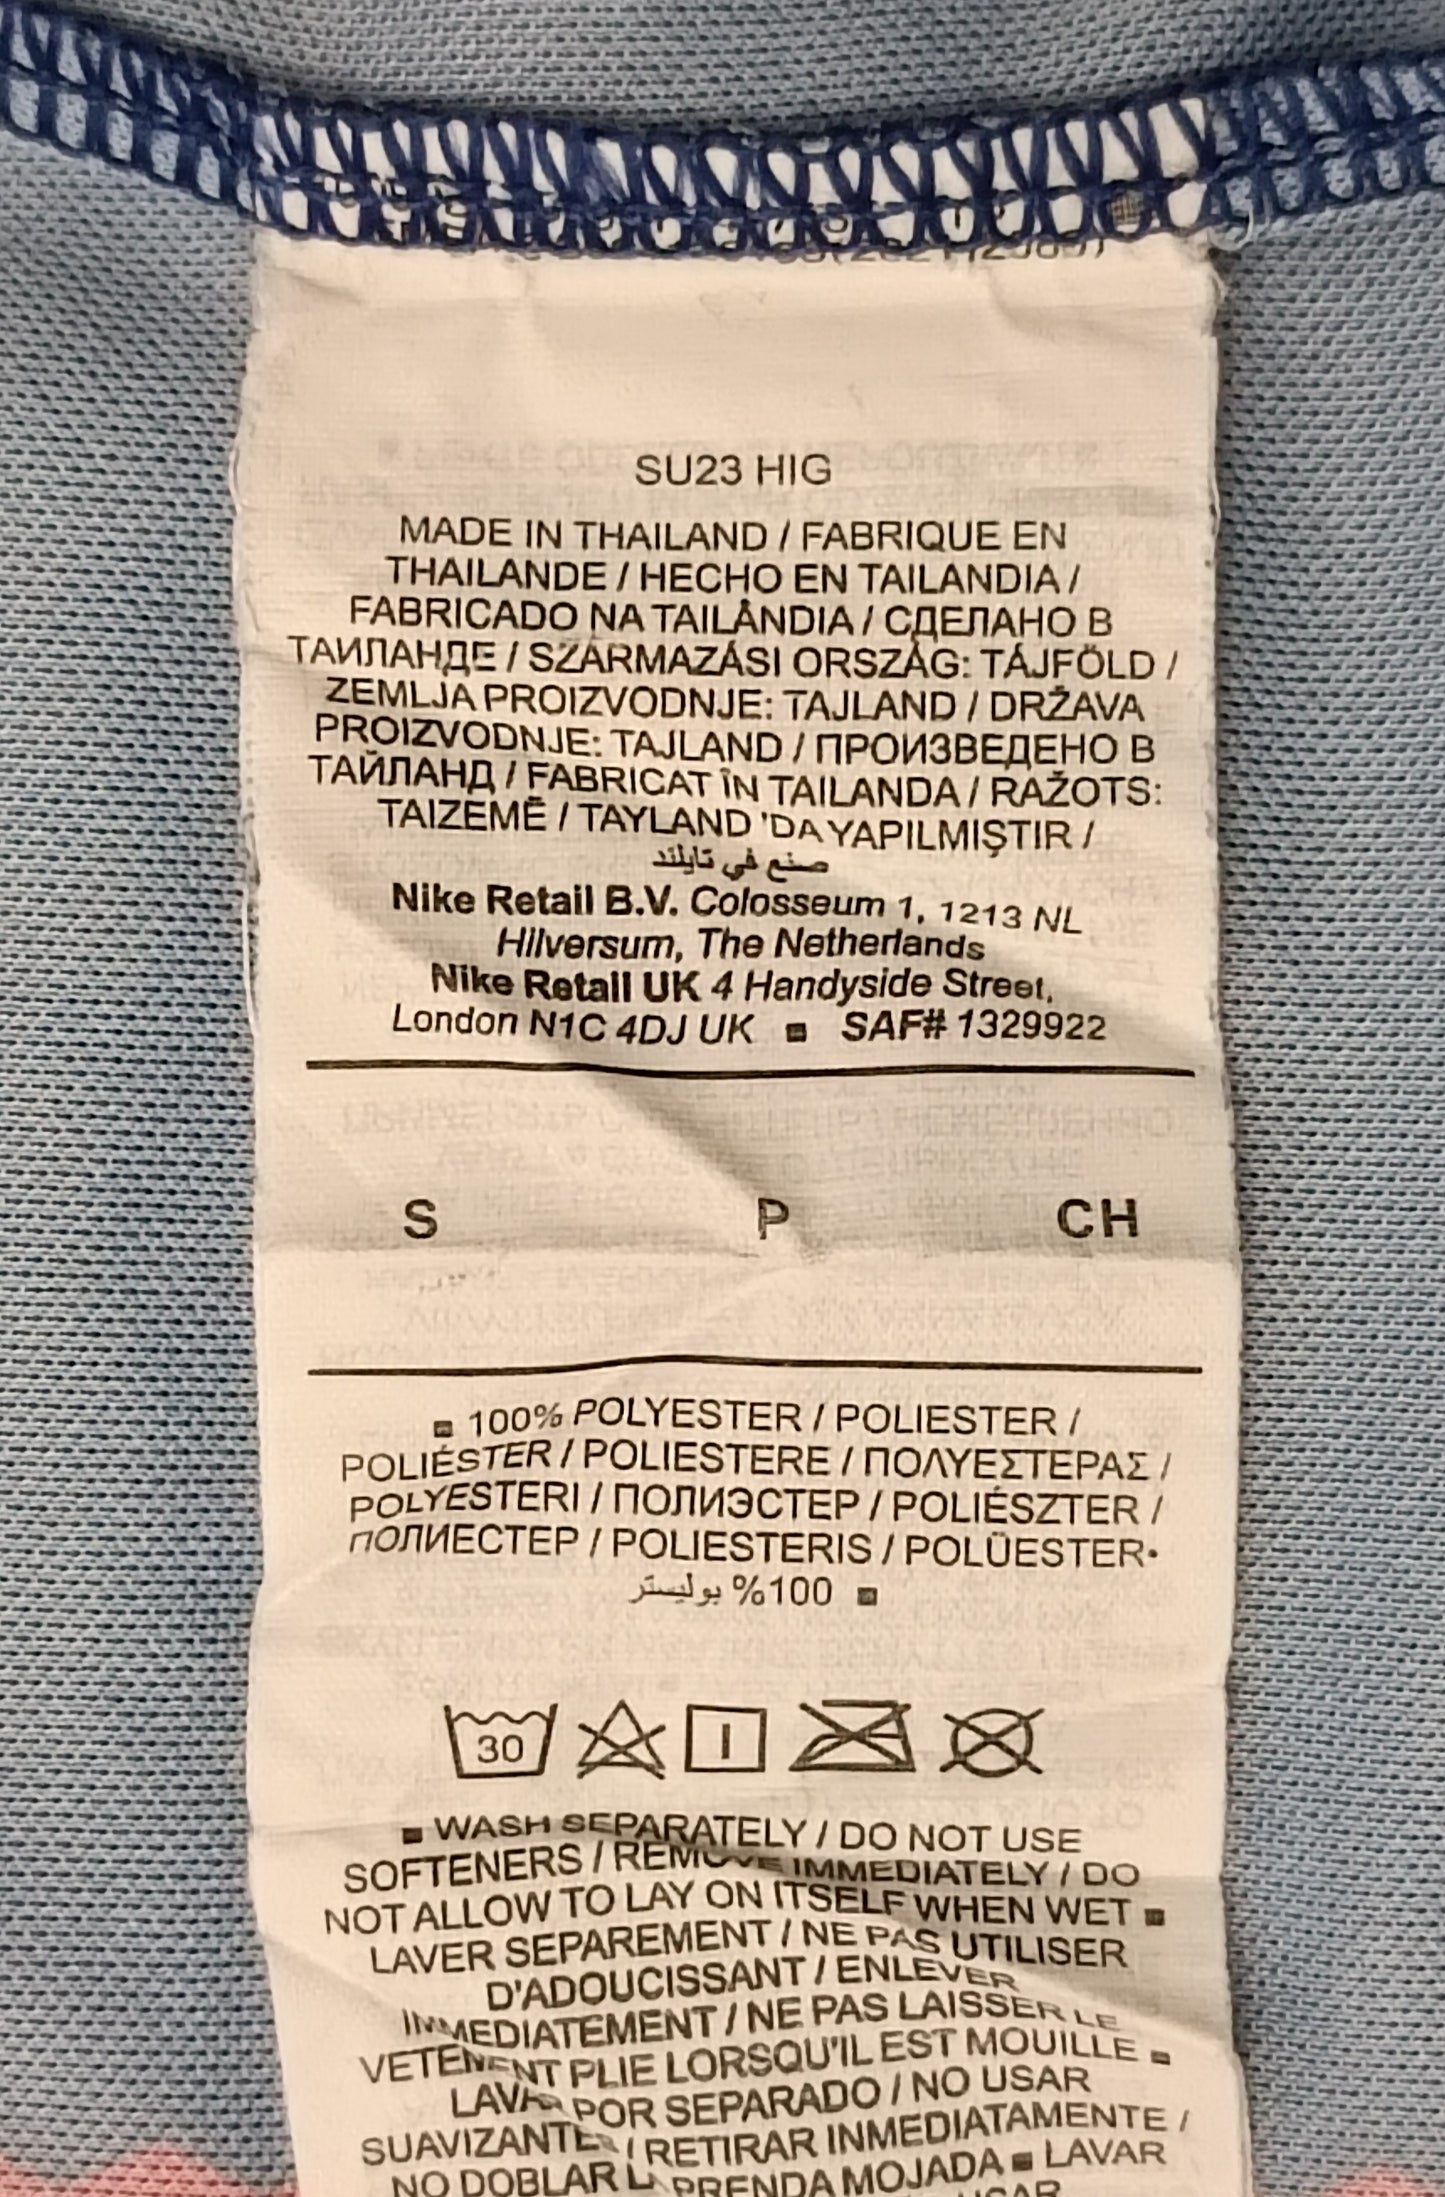 SU23 HIG
MADE IN THAILAND / FABRIQUE EN
THAILANDE / HECHO EN TAILANDIA /
FABRICADO NA TAILÂNDIA / СДЕЛАНО В
ТАИЛАНДЕ / SZÁRMAZÁSI ORSZÁG: TÁJFÖLD /
ZEMLJA PROIZVODNJE: TAJLAND / DRŽAVA
PROIZVODNJE: TAJLAND / ПРОИЗВЕДЕНО В
ТАЙЛАНД / FABRICAT ÎN TAILANDA / RAŽOTS:
TAIZEMĒ / TAYLAND 'DA YAPILMIŞTIR /
صنع في تايلند
Nike Retail B.V. Colosseum 1, 1213 NL
Hilversum, The Netherlands
Nike Retail UK 4 Handyside Street,
London N1C 4DJ UK ■ SAF# 1329922
S P CH
■ 100% POLYESTER / POLIESTER /
POLIÉSTER / POLIESTERE / ΠΟΛΥΕΣΤΕΡΑΣ /
POLYESTERI / ПОЛИЭСТЕР / POLIÉSZTER /
ПОЛИЕСТЕР / POLIESTERIS / POLÜESTER•
■ 100% بوليستر
30
■ WASH SEPARATELY / DO NOT USE
SOFTENERS / REMOVE IMMEDIATELY / DO
NOT ALLOW TO LAY ON ITSELF WHEN WET ■
LAVER SEPAREMENT / NE PAS UTILISER
D'ADOUCISSANT / ENLEVER
IMMEDIATEMENT / NE PAS LAISSER LE
VETEMENT PLIE LORSQU'IL EST MOUILLE ■
LAVAR POR SEPARADO / NO USAR
SUAVIZANTE / RETIRAR INMEDIATAMENTE /
NO DOBLAR LA PRENDA MOJADA ■ LAVAR